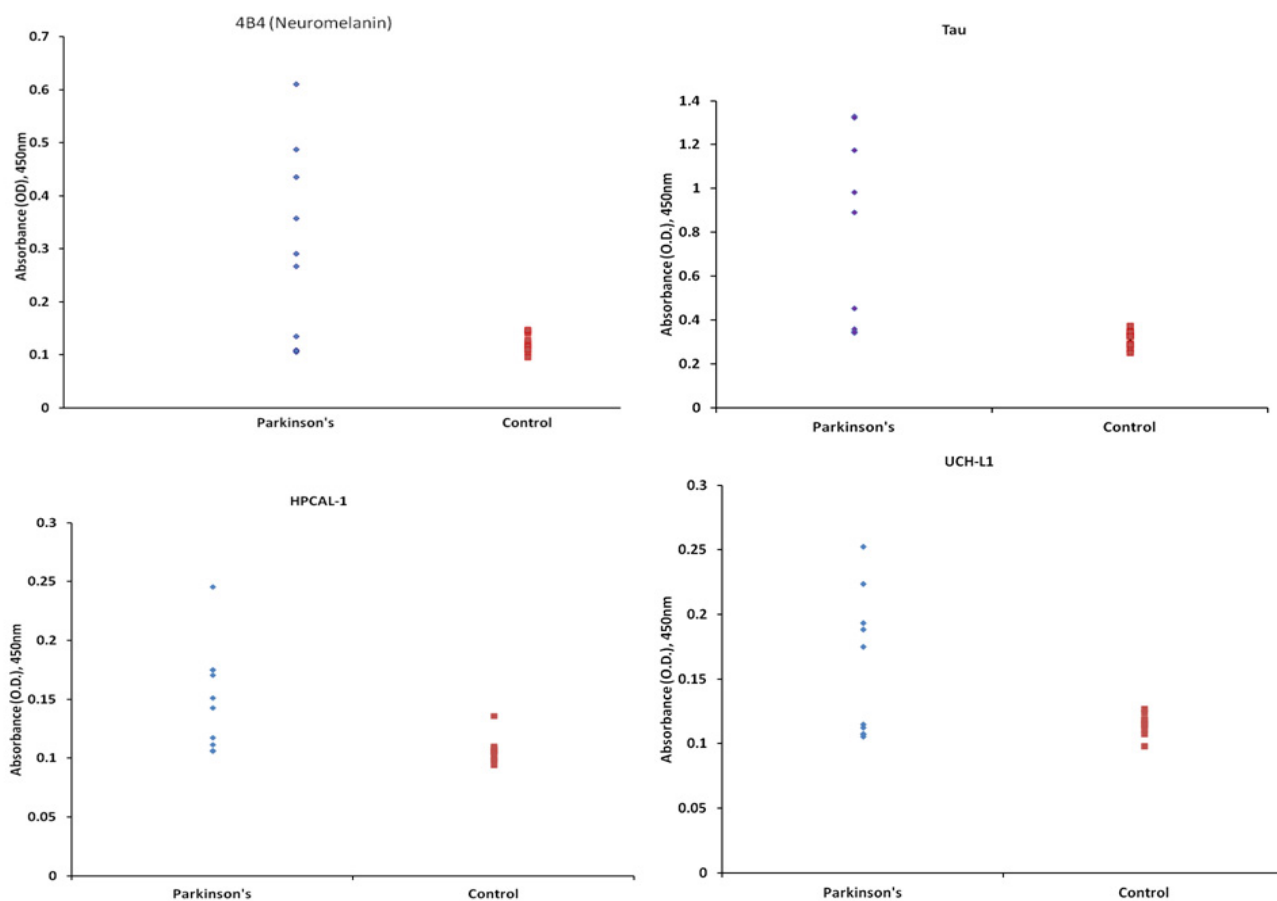 4B4 (Neuromelanin)
0.7
0.6
0.5
0.4
0.3
0.2
0.1
0
Absorbance (OD), 450nm
Parkinson's
Control
Tau
1.4
1.2
1
0.8
0.6
0.4
0.2
0
Absorbance (O.D.), 450nm
Parkinson's
Control
HPCAL-1
0.3
0.25
0.2
0.15
0.1
0.05
0
Absorbance (O.D.), 450nm
Parkinson's
Control
UCH-L1
0.3
0.25
0.2
0.15
0.1
0.05
0
Absorbance (O.D.), 450nm
Parkinson's
Control